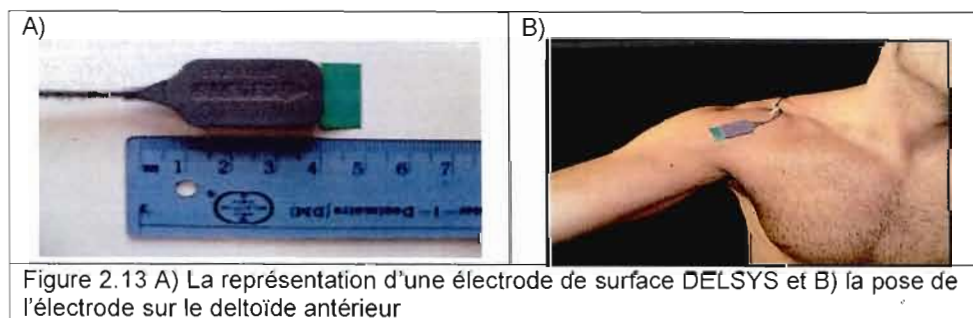 A)
B)
1 2 3 4 5 6 7
Figure 2.13 A) La représentation d'une électrode de surface DELSYS et B) la pose de
l'électrode sur le deltoïde antérieur